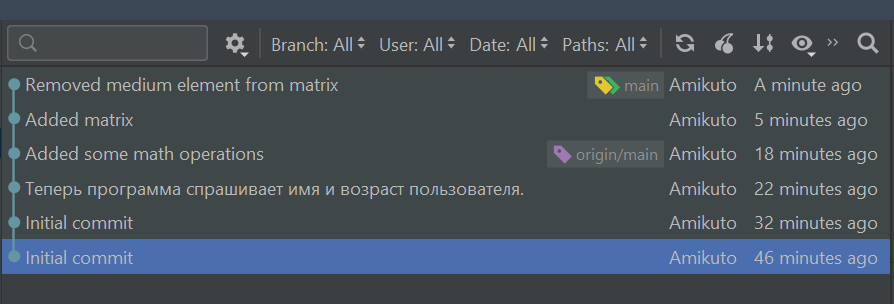 Branch: All User: All Date: All Paths: All
Removed medium element from matrix main Amikuto A minute ago
Added matrix Amikuto 5 minutes ago
Added some math operations origin/main Amikuto 18 minutes ago
Теперь программа спрашивает имя и возраст пользователя. Amikuto 22 minutes ago
Initial commit Amikuto 32 minutes ago
Initial commit Amikuto 46 minutes ago